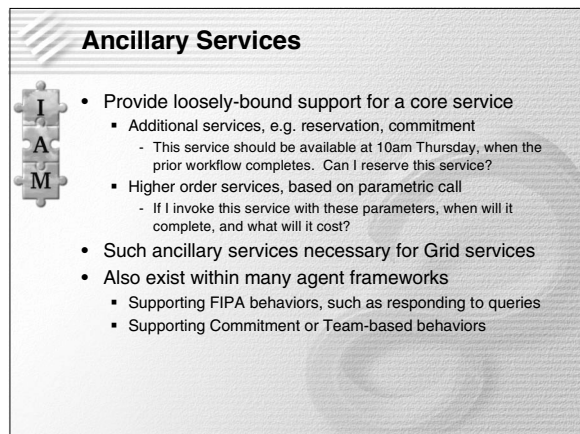 Ancillary Services
I
A
M
• Provide loosely-bound support for a core service
▪ Additional services, e.g. reservation, commitment
- This service should be available at 10am Thursday, when the
prior workflow completes. Can I reserve this service?
▪ Higher order services, based on parametric call
- If I invoke this service with these parameters, when will it
complete, and what will it cost?
• Such ancillary services necessary for Grid services
• Also exist within many agent frameworks
▪ Supporting FIPA behaviors, such as responding to queries
▪ Supporting Commitment or Team-based behaviors